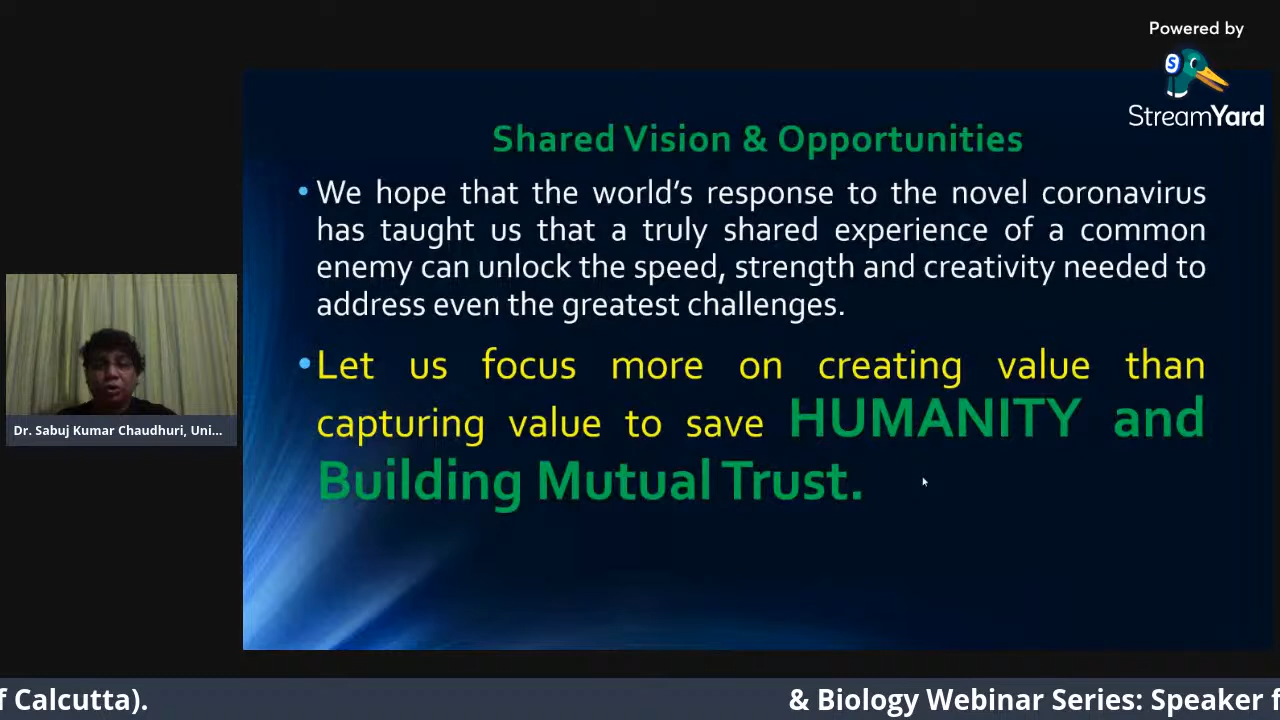 Powered by
StreamYard
Shared Vision & Opportunities
• We hope that the world's response to the novel coronavirus
has taught us that a truly shared experience of a common
enemy can unlock the speed, strength and creativity needed to
address even the greatest challenges.
• Let us focus more on creating value than
capturing value to save HUMANITY and
Building Mutual Trust.
Dr. Sabuj Kumar Chaudhuri, Uni...
f Calcutta). & Biology Webinar Series: Speaker f